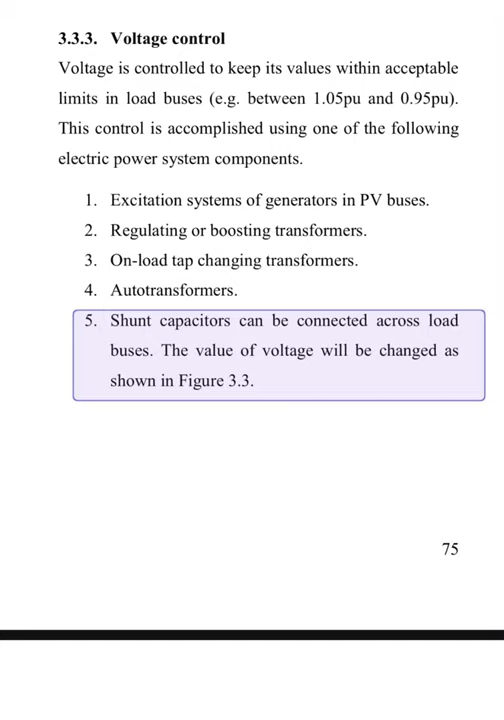 3.3.3. Voltage control
Voltage is controlled to keep its values within acceptable
limits in load buses (e.g. between 1.05pu and 0.95pu).
This control is accomplished using one of the following
electric power system components.
1. Excitation systems of generators in PV buses.
2. Regulating or boosting transformers.
3. On-load tap changing transformers.
4. Autotransformers.
5. Shunt capacitors can be connected across load
buses. The value of voltage will be changed as
shown in Figure 3.3.
75